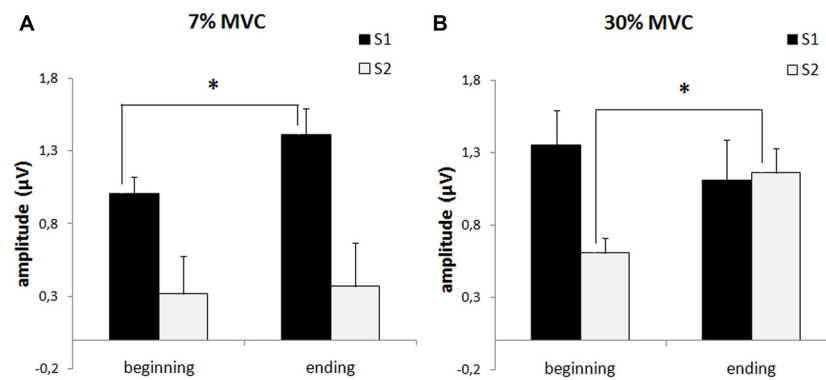 A
7% MVC
S1
S2
*
1,8
1,3
0,8
0,3
-0,2
amplitude (μV)
beginning ending
B
30% MVC
S1
S2
*
1,8
1,3
0,8
0,3
-0,2
amplitude (μV)
beginning ending